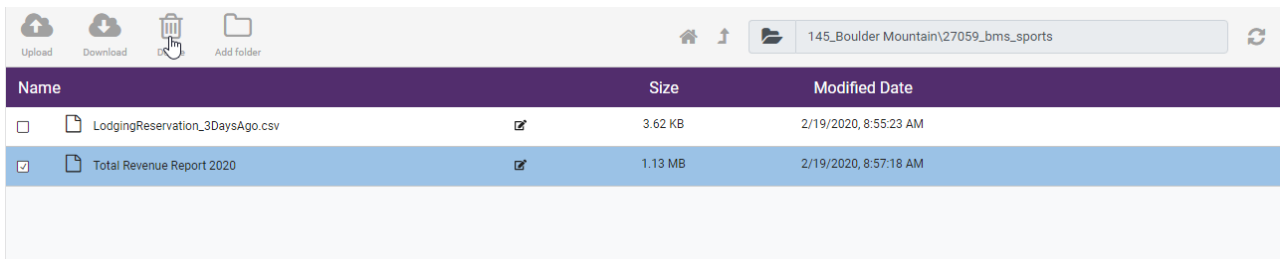 Upload Download Add folder
145_Boulder Mountain\27059_bms_sports
Name Size Modified Date
LodgingReservation_3DaysAgo.csv 3.62 KB 2/19/2020, 8:55:23 AM
Total Revenue Report 2020 1.13 MB 2/19/2020, 8:57:18 AM